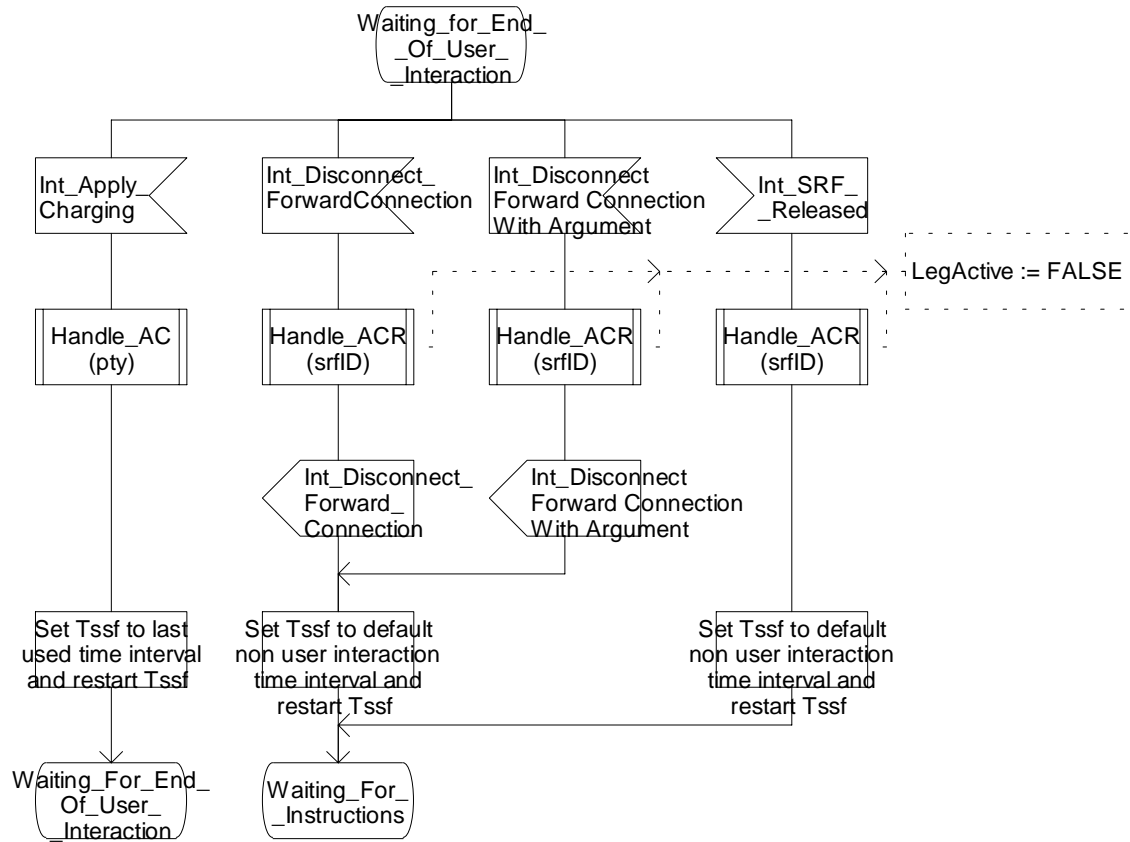 Waiting_for_End_
_Of_User_
_Interaction
Int_Apply_
Charging
Int_Disconnect_
ForwardConnection
Int_Disconnect
Forward Connection
With Argument
Int_SRF_
_Released
LegActive := FALSE
Handle_AC
(pty)
Handle_ACR
(srfID)
Handle_ACR
(srfID)
Handle_ACR
(srfID)
Int_Disconnect_
Forward_
Connection
Int_Disconnect
Forward Connection
With Argument
Set Tssf to last
used time interval
and restart Tssf
Set Tssf to default
non user interaction
time interval and
restart Tssf
Set Tssf to default
non user interaction
time interval and
restart Tssf
Waiting_For_End_
Of_User_
_Interaction
Waiting_For_
_Instructions